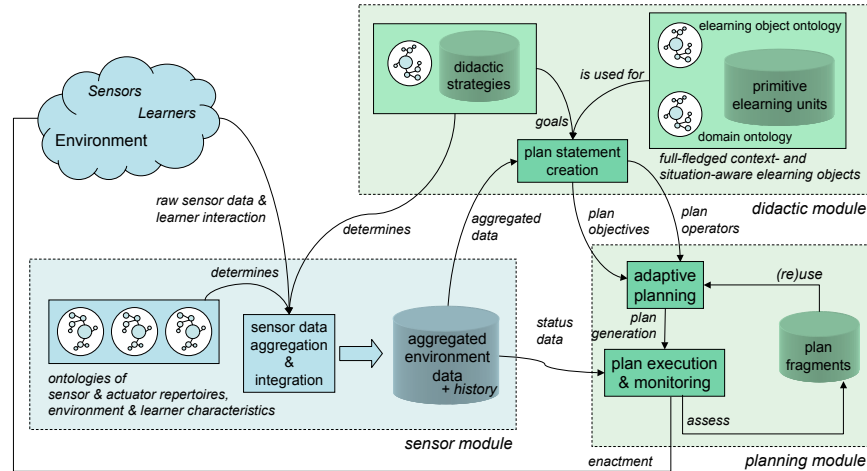 Sensors
Learners
Environment
didactic
strategies
elearning object ontology
primitive
elearning units
domain ontology
is used for
goals
plan statement
creation
full-fledged context- and
situation-aware elearning objects
didactic module
raw sensor data &
learner interaction
determines
aggregated
data
plan
objectives
plan
operators
determines
sensor data
aggregation
&
integration
aggregated
environment
data
+ history
ontologies of
sensor & actuator repertoires,
environment & learner characteristics
sensor module
status
data
adaptive
planning
(re)use
plan
generation
plan execution
& monitoring
plan
fragments
assess
enactment
planning module